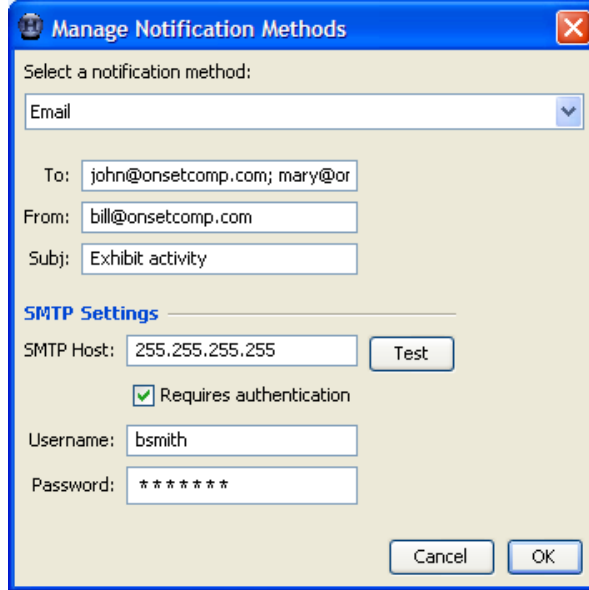 Manage Notification Methods
Select a notification method:
Email
To: john@onsetcomp.com; mary@or
From: bill@onsetcomp.com
Subj: Exhibit activity
SMTP Settings
SMTP Host: 255.255.255.255 Test
Requires authentication
Username: bsmith
Password: *******
Cancel OK